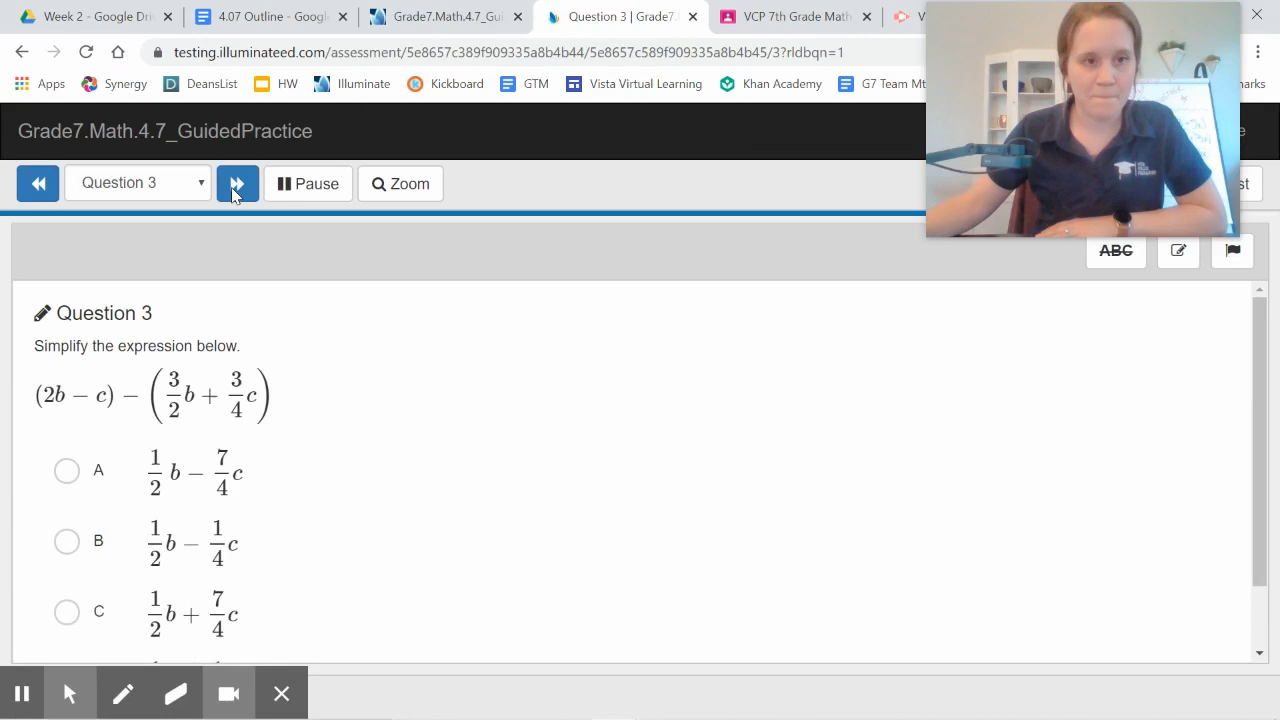 Week 2 - Google Dri
4.07 Outline - Googl
Grade7.Math.4.7_Gu
Question 3 | Grade7.
VCP 7th Grade Math
testing.illuminateed.com/assessment/5e8657c389f909335a8b4b44/5e8657c589f909335a8b4b45/3?rldbqn=1
Apps Synergy DeansList HW Illuminate Kickboard GTM Vista Virtual Learning Khan Academy G7 Team Mt marks
Grade7.Math.4.7_GuidedPractice
Question 3 Pause Zoom st
ABC
Question 3
Simplify the expression below.
(2b − c) − (3/2 b + 3/4 c)
A 1/2 b − 7/4 c
B 1/2 b − 1/4 c
C 1/2 b + 7/4 c